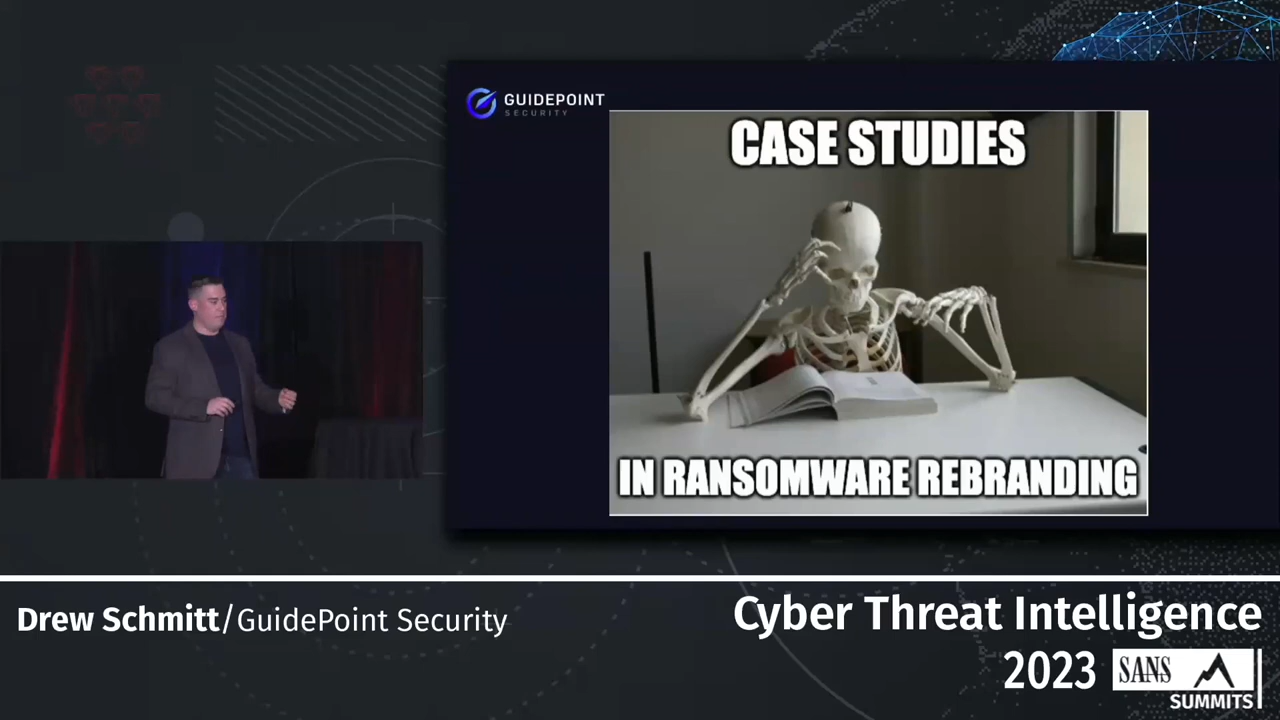 GUIDEPOINT
SECURITY
CASE STUDIES
IN RANSOMWARE REBRANDING
Drew Schmitt/GuidePoint Security
Cyber Threat Intelligence
2023
SANS
SUMMITS